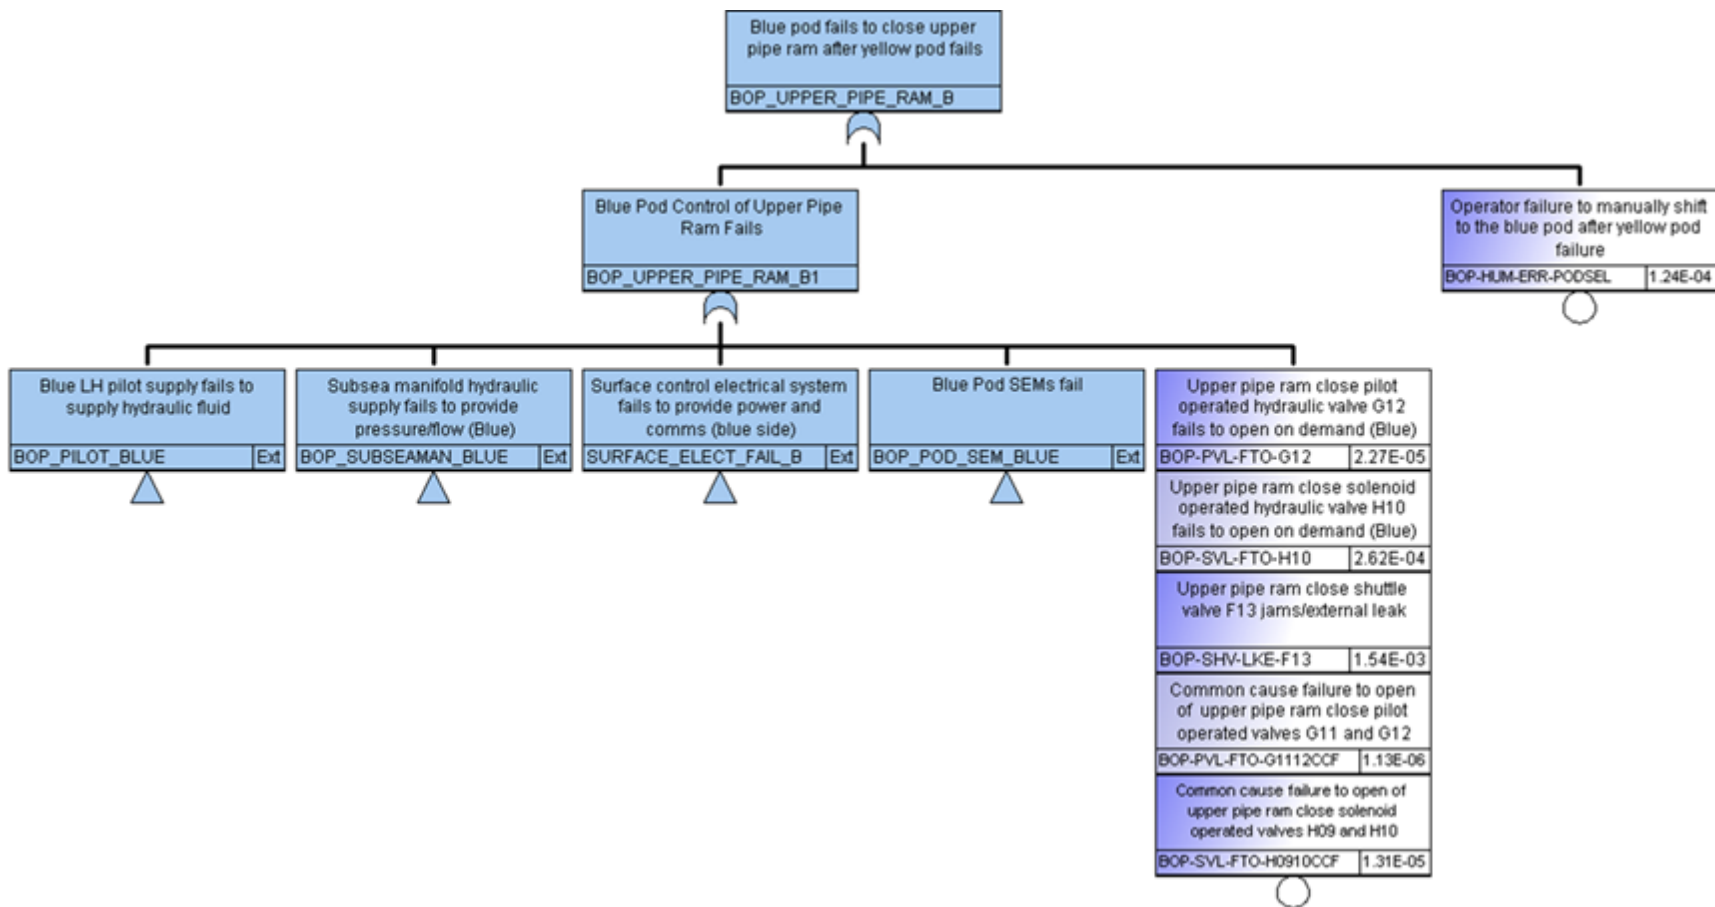 Blue pod fails to close upper
pipe ram after yellow pod fails
BOP_UPPER_PIPE_RAM_B
Blue Pod Control of Upper Pipe
Ram Fails
BOP_UPPER_PIPE_RAM_B1
Operator failure to manually shift
to the blue pod after yellow pod
failure
BOP-HUM-ERR-PODSEL 1.24E-04
Blue LH pilot supply fails to
supply hydraulic fluid
BOP_PILOT_BLUE Ext
Subsea manifold hydraulic
supply fails to provide
pressure/flow (Blue)
BOP_SUBSEAMAN_BLUE Ext
Surface control electrical system
fails to provide power and
comms (blue side)
SURFACE_ELECT_FAIL_B Ext
Blue Pod SEMs fail
BOP_POD_SEM_BLUE Ext
Upper pipe ram close pilot
operated hydraulic valve G12
fails to open on demand (Blue)
BOP-PVL-FTO-G12 2.27E-05
Upper pipe ram close solenoid
operated hydraulic valve H10
fails to open on demand (Blue)
BOP-SVL-FTO-H10 2.62E-04
Upper pipe ram close shuttle
valve F13 jams/external leak
BOP-SHV-LKE-F13 1.54E-03
Common cause failure to open
of upper pipe ram close pilot
operated valves G11 and G12
BOP-PVL-FTO-G1112CCF 1.13E-06
Common cause failure to open of
upper pipe ram close solenoid
operated valves H09 and H10
BOP-SVL-FTO-H0910CCF 1.31E-05